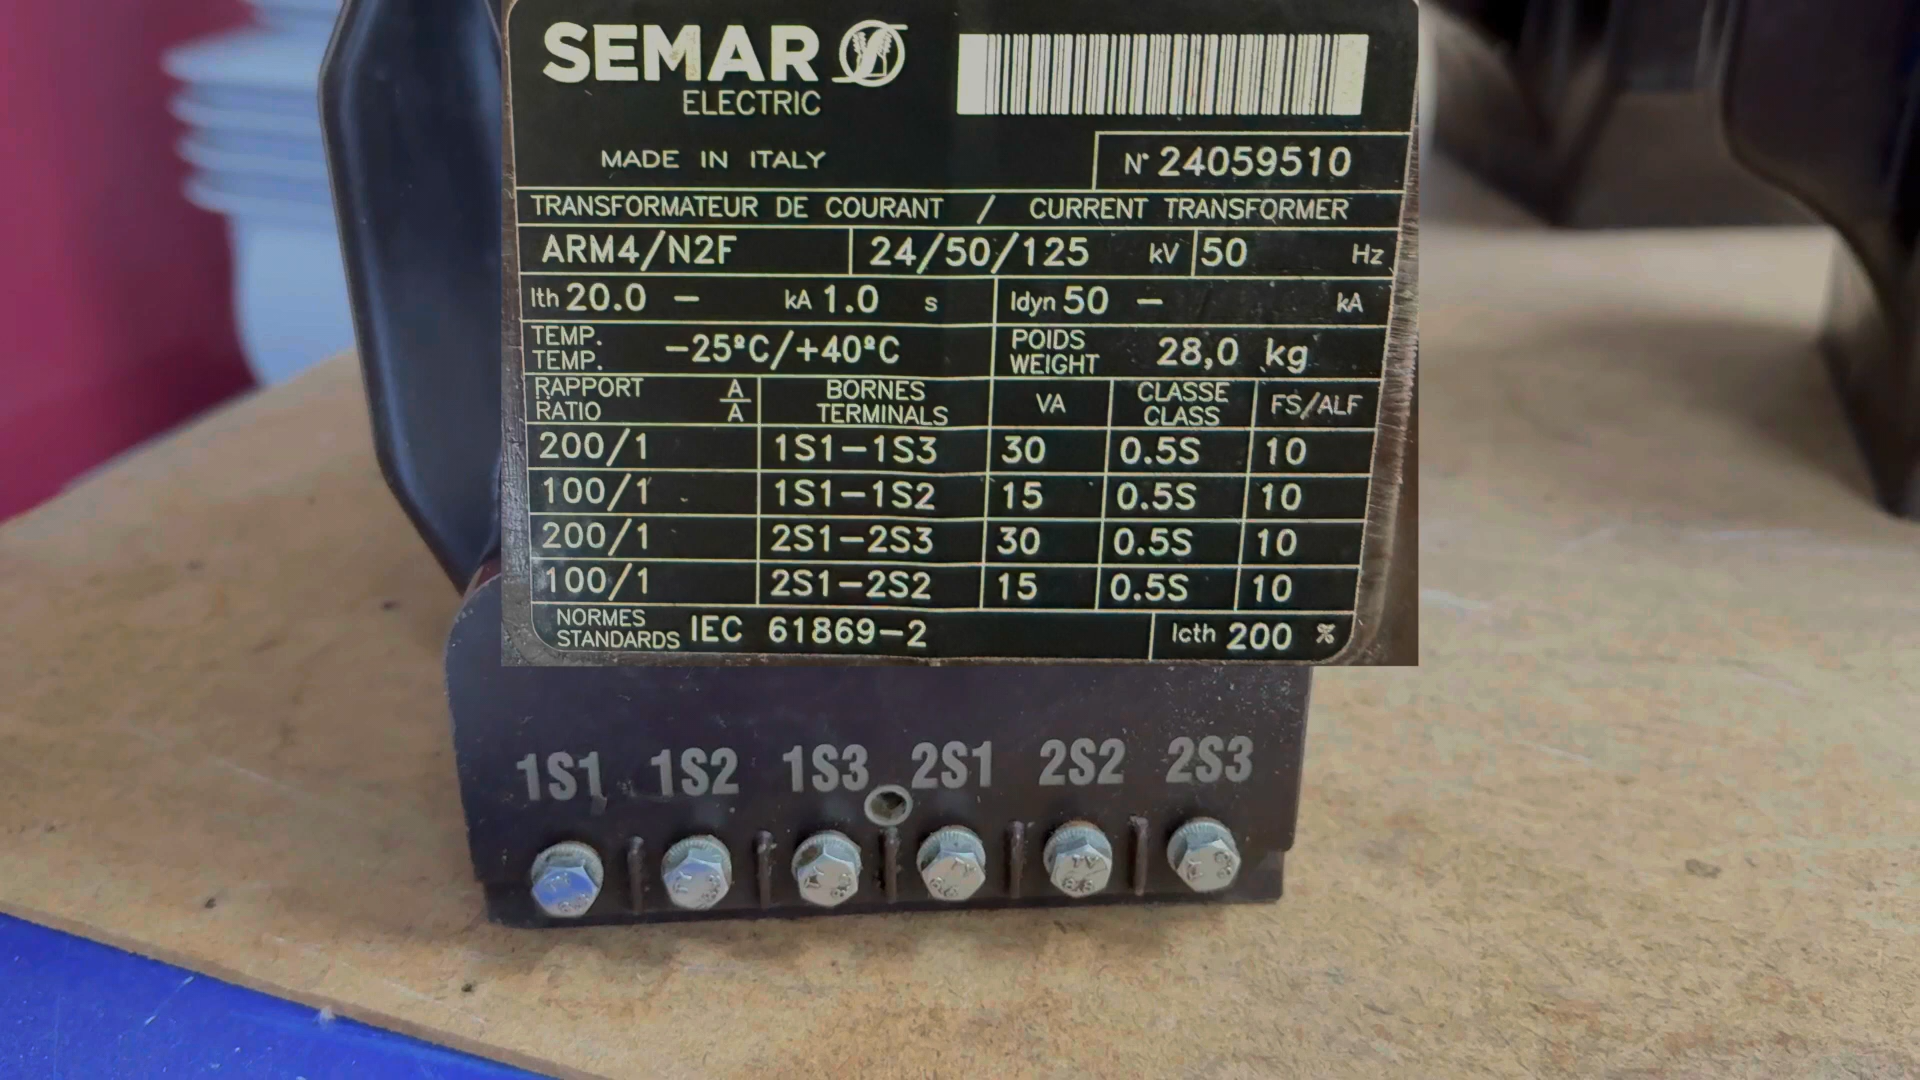 SEMAR
ELECTRIC
MADE IN ITALY
N° 24059510
TRANSFORMATEUR DE COURANT / CURRENT TRANSFORMER
ARM4/N2F 24/50/125 kV 50 Hz
Ith 20.0 - kA 1.0 s Idyn 50 - kA
TEMP. TEMP. -25ºC/+40ºC POIDS WEIGHT 28,0 kg
RAPPORT RATIO A/A BORNES TERMINALS VA CLASSE CLASS FS/ALF
200/1 1S1-1S3 30 0.5S 10
100/1 1S1-1S2 15 0.5S 10
200/1 2S1-2S3 30 0.5S 10
100/1 2S1-2S2 15 0.5S 10
NORMES STANDARDS IEC 61869-2 Icth 200 %
1S1 1S2 1S3 2S1 2S2 2S3